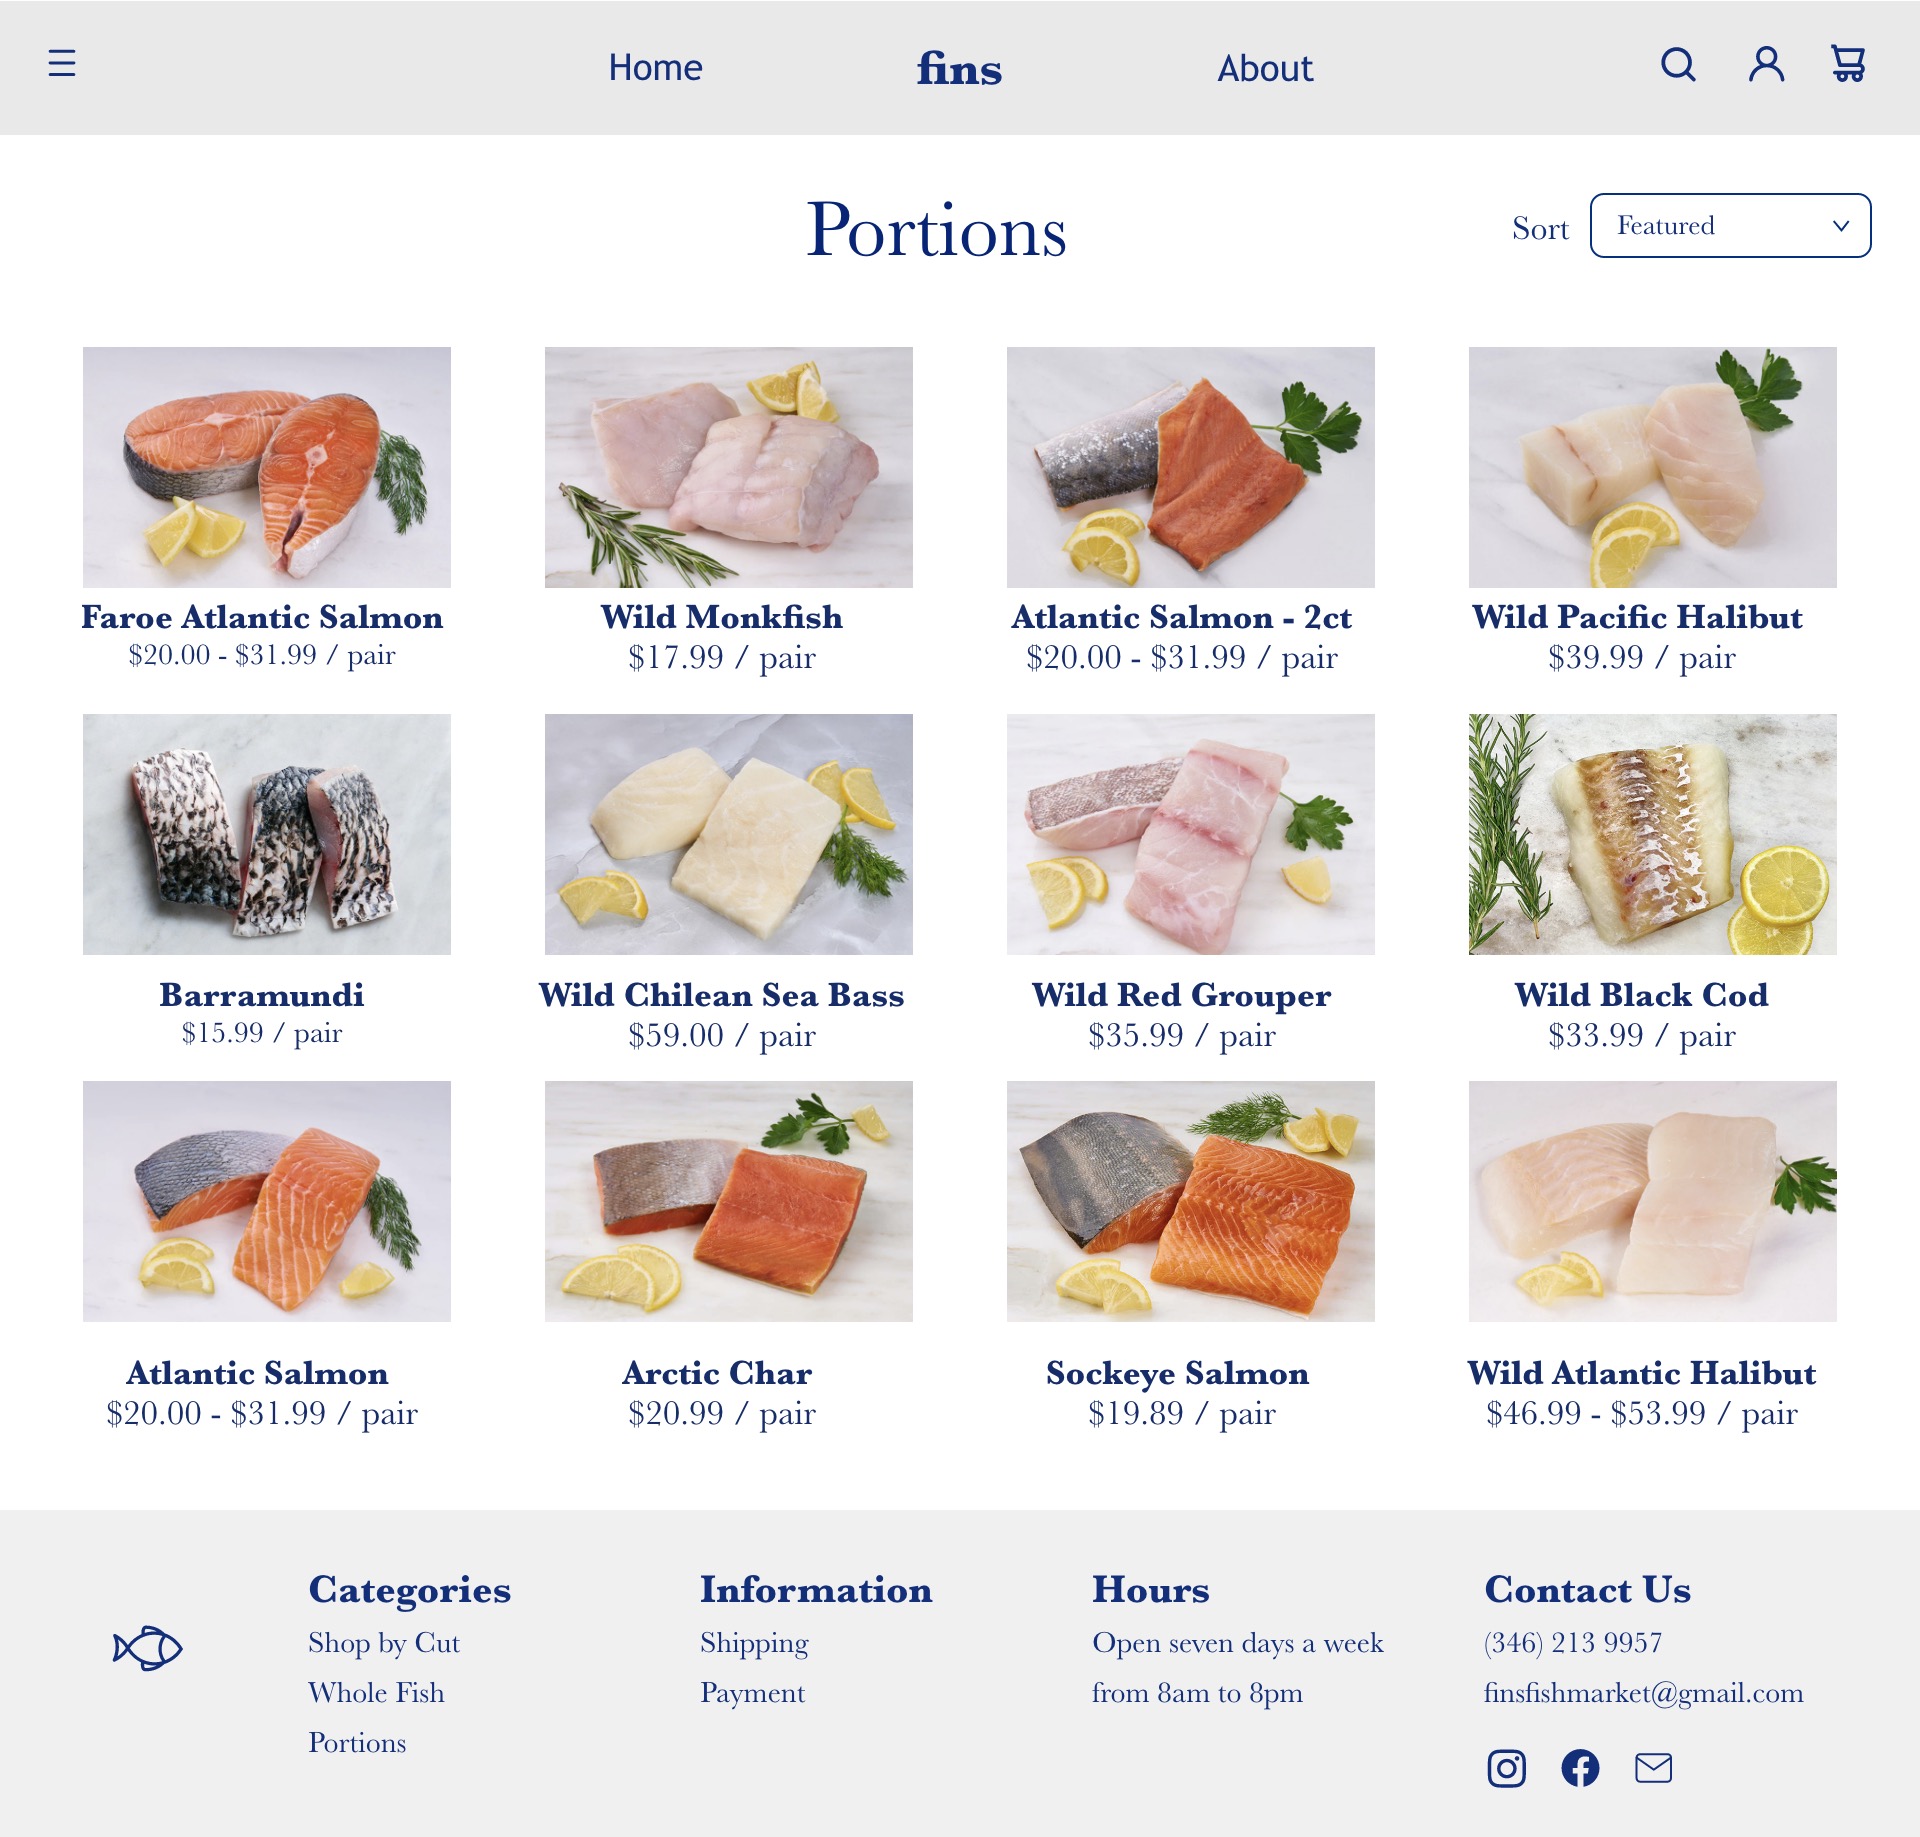 Home
fins
About
Portions
Sort
Featured
Faroe Atlantic Salmon
$20.00 - $31.99 / pair
Wild Monkfish
$17.99 / pair
Atlantic Salmon - 2ct
$20.00 - $31.99 / pair
Wild Pacific Halibut
$39.99 / pair
Barramundi
$15.99 / pair
Wild Chilean Sea Bass
$59.00 / pair
Wild Red Grouper
$35.99 / pair
Wild Black Cod
$33.99 / pair
Atlantic Salmon
$20.00 - $31.99 / pair
Arctic Char
$20.99 / pair
Sockeye Salmon
$19.89 / pair
Wild Atlantic Halibut
$46.99 - $53.99 / pair
Categories
Shop by Cut
Whole Fish
Portions
Information
Shipping
Payment
Hours
Open seven days a week
from 8am to 8pm
Contact Us
(346) 213 9957
finsfishmarket@gmail.com